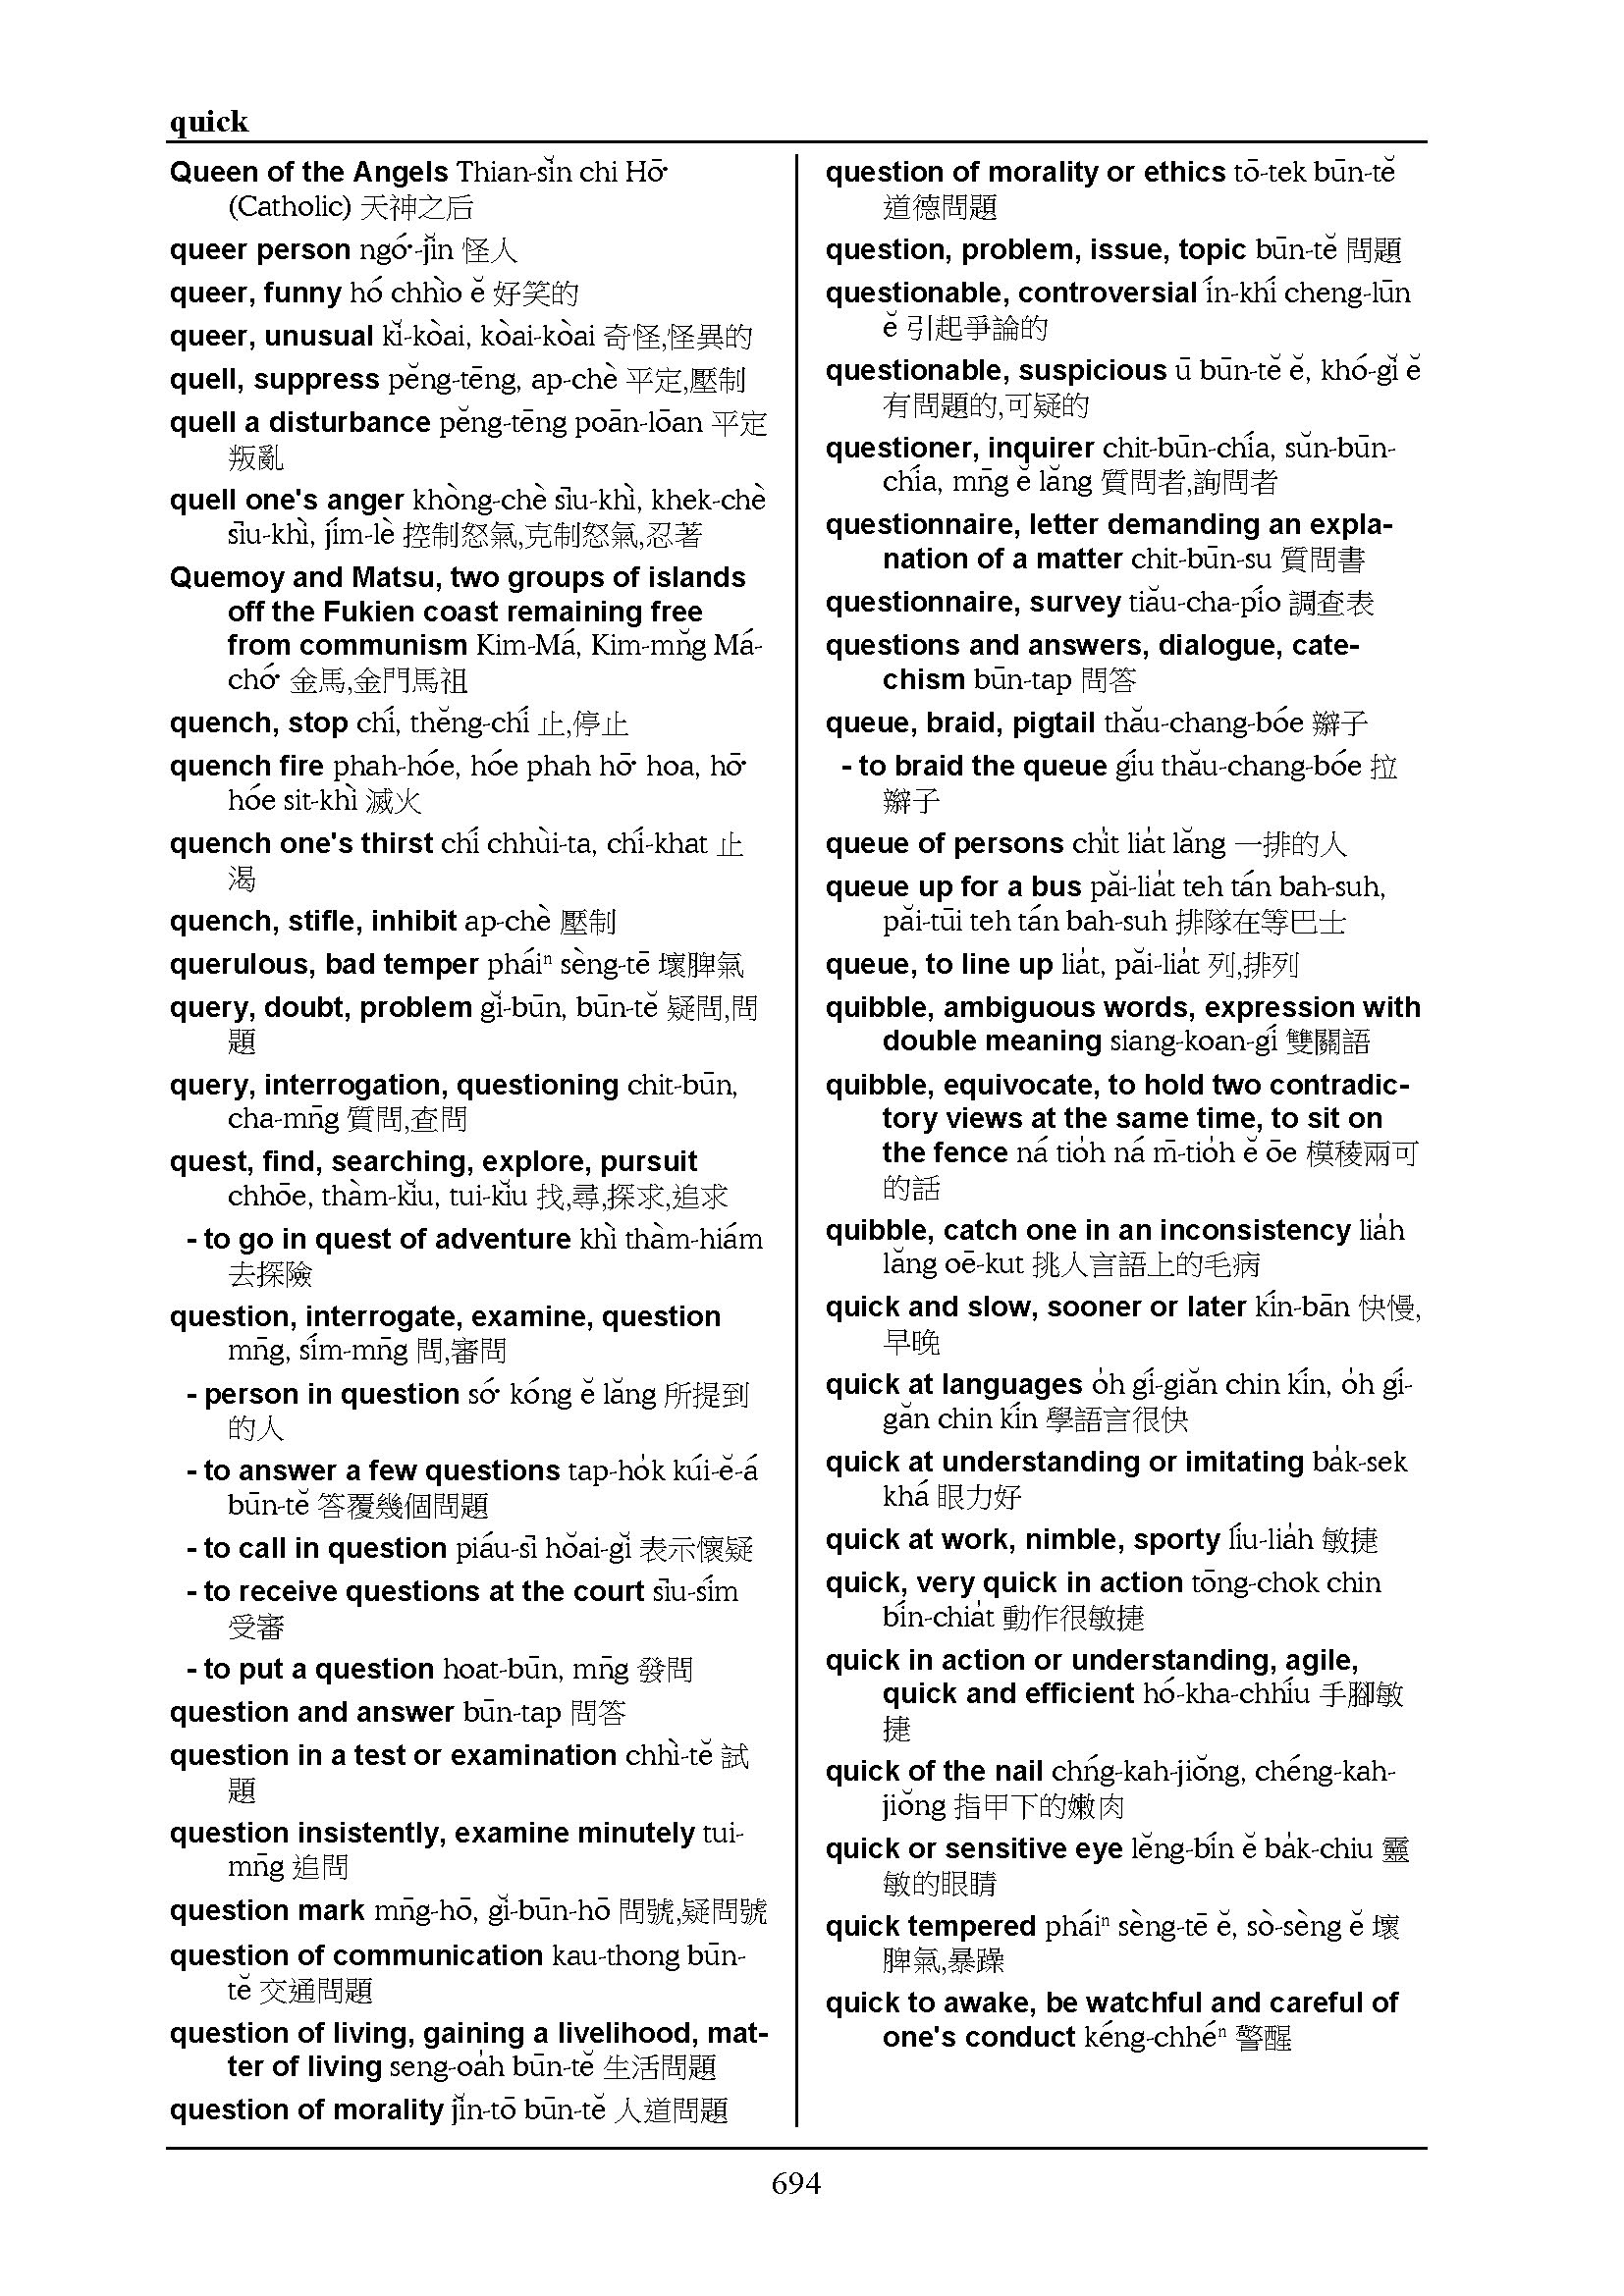 quick
Queen of the Angels Thian-sĭn chi Hō͘
(Catholic) 天神之后
queer person ngó͘-jĭn 怪人
queer, funny hó chhìo ĕ 好笑的
queer, unusual kĭ-kòai, kòai-kòai 奇怪,怪異的
quell, suppress pĕng-tēng, ap-chè 平定,壓制
quell a disturbance pĕng-tēng poān-lōan 平定
叛亂
quell one's anger khòng-chè sīu-khì, khek-chè
sīu-khì, jím-lè 控制怒氣,克制怒氣,忍著
Quemoy and Matsu, two groups of islands
off the Fukien coast remaining free
from communism Kim-Má, Kim-mn̆g Má-
chó͘ 金馬,金門馬祖
quench, stop chí, thĕng-chí 止,停止
quench fire phah-hóe, hóe phah hō͘ hoa, hō͘
hóe sit-khì 滅火
quench one's thirst chí chhùi-ta, chí-khat 止
渴
quench, stifle, inhibit ap-chè 壓制
querulous, bad temper pháiⁿ sèng-tē 壞脾氣
query, doubt, problem gĭ-būn, būn-tĕ 疑問,問
題
query, interrogation, questioning chit-būn,
cha-mn̄g 質問,查問
quest, find, searching, explore, pursuit
chhōe, thàm-kĭu, tui-kĭu 找,尋,探求,追求
- to go in quest of adventure khì thàm-hiám
去探險
question, interrogate, examine, question
mn̄g, sím-mn̄g 問,審問
- person in question só͘ kóng ĕ lăng 所提到
的人
- to answer a few questions tap-ho̍k kúi-ĕ-á
būn-tĕ 答覆幾個問題
- to call in question piáu-sī hŏai-gĭ 表示懷疑
- to receive questions at the court sīu-sím
受審
- to put a question hoat-būn, mn̄g 發問
question and answer būn-tap 問答
question in a test or examination chhì-tĕ 試
題
question insistently, examine minutely tui-
mn̄g 追問
question mark mn̄g-hō, gĭ-būn-hō 問號,疑問號
question of communication kau-thong būn-
tĕ 交通問題
question of living, gaining a livelihood, mat-
ter of living seng-oa̍h būn-tĕ 生活問題
question of morality jĭn-tō būn-tĕ 人道問題
question of morality or ethics tō-tek būn-tĕ
道德問題
question, problem, issue, topic būn-tĕ 問題
questionable, controversial ín-khí cheng-lūn
ĕ 引起爭論的
questionable, suspicious ū būn-tĕ ĕ, khó-gĭ ĕ
有問題的,可疑的
questioner, inquirer chit-būn-chía, sŭn-būn-
chía, mn̄g ĕ lăng 質問者,詢問者
questionnaire, letter demanding an expla-
nation of a matter chit-būn-su 質問書
questionnaire, survey tiău-cha-pío 調查表
questions and answers, dialogue, cate-
chism būn-tap 問答
queue, braid, pigtail thău-chang-bóe 辮子
- to braid the queue gíu thău-chang-bóe 拉
辮子
queue of persons chi̍t lia̍t lăng 一排的人
queue up for a bus păi-lia̍t teh tán bah-suh,
păi-tūi teh tán bah-suh 排隊在等巴士
queue, to line up lia̍t, păi-lia̍t 列,排列
quibble, ambiguous words, expression with
double meaning siang-koan-gí 雙關語
quibble, equivocate, to hold two contradic-
tory views at the same time, to sit on
the fence ná tio̍h ná m̄-tio̍h ĕ ōe 模稜兩可
的話
quibble, catch one in an inconsistency lia̍h
lăng oē-kut 挑人言語上的毛病
quick and slow, sooner or later kín-bān 快慢,
早晚
quick at languages o̍h gí-giăn chin kín, o̍h gí-
găn chin kín 學語言很快
quick at understanding or imitating ba̍k-sek
khá 眼力好
quick at work, nimble, sporty líu-lia̍h 敏捷
quick, very quick in action tōng-chok chin
bín-chia̍t 動作很敏捷
quick in action or understanding, agile,
quick and efficient hó-kha-chhíu 手腳敏
捷
quick of the nail chńg-kah-jiŏng, chéng-kah-
jiŏng 指甲下的嫩肉
quick or sensitive eye lĕng-bín ĕ ba̍k-chiu 靈
敏的眼睛
quick tempered pháiⁿ sèng-tē ĕ, sò-sèng ĕ 壞
脾氣,暴躁
quick to awake, be watchful and careful of
one's conduct kéng-chhéⁿ 警醒
694